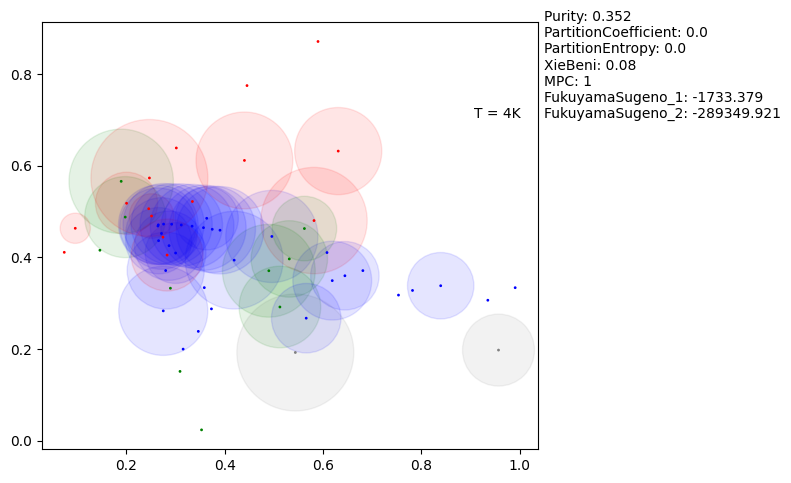 Purity: 0.352
PartitionCoefficient: 0.0
PartitionEntropy: 0.0
XieBeni: 0.08
MPC: 1
FukuyamaSugeno_1: -1733.379
FukuyamaSugeno_2: -289349.921
T = 4K
0.8
0.6
0.4
0.2
0.0
0.2 0.4 0.6 0.8 1.0